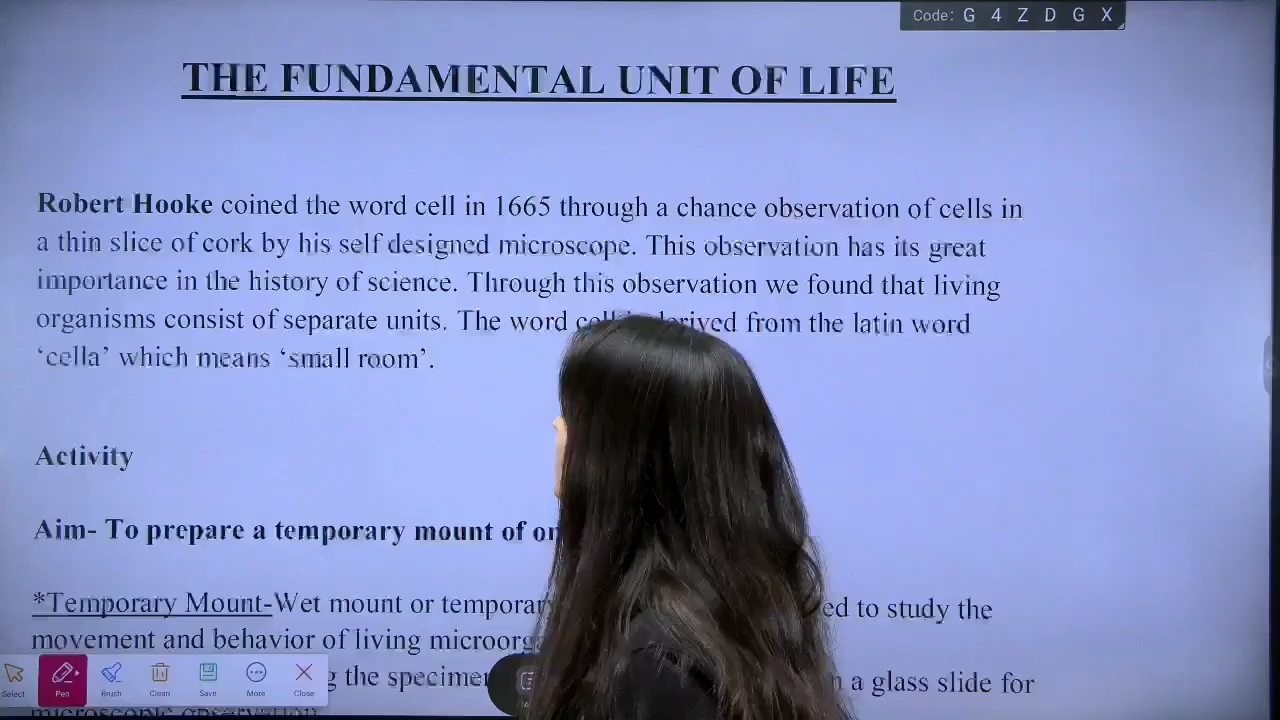 Code: G 4 Z D G X
THE FUNDAMENTAL UNIT OF LIFE
Robert Hooke coined the word cell in 1665 through a chance observation of cells in
a thin slice of cork by his self designed microscope. This observation has its great
importance in the history of science. Through this observation we found that living
organisms consist of separate units. The word cell is derived from the latin word
‘cella’ which means ‘small room’.
Activity
Aim- To prepare a temporary mount of
*Temporary Mount-Wet mount or ed to study the
movement and behavior of living
the a glass slide for
microscopic observation
Select Pen Brush Clean Save More Close